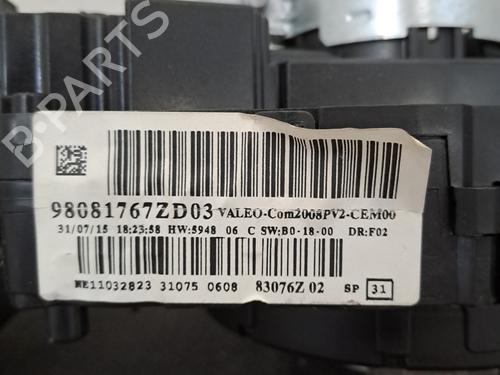 98081767ZD03 VALEO-Com2008PV2-CEM00
31/07/15 18:23:58 HW:5948 06 C SW:B0-18-00 DR:F02
NE11032823 31075 0608 83076Z 02 SP 31
B-PARTS